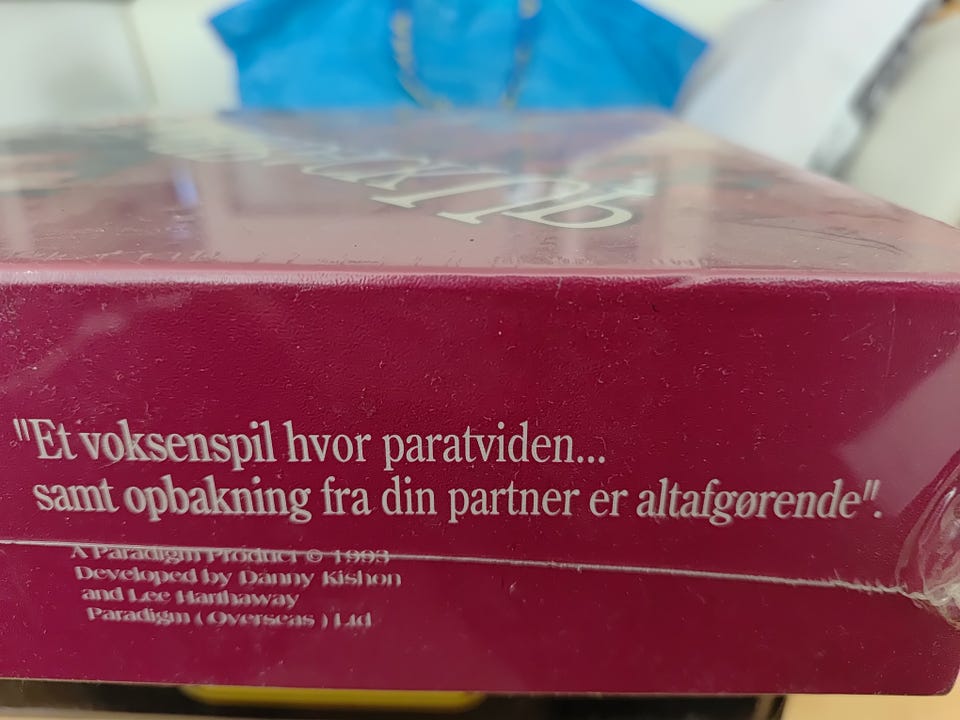 "Et voksenspil hvor paratviden...
samt opbakning fra din partner er altafgørende".
A Paradigm Product © 1993
Developed by Danny Kishon
and Lee Harthaway
Paradigm (Overseas) Ltd